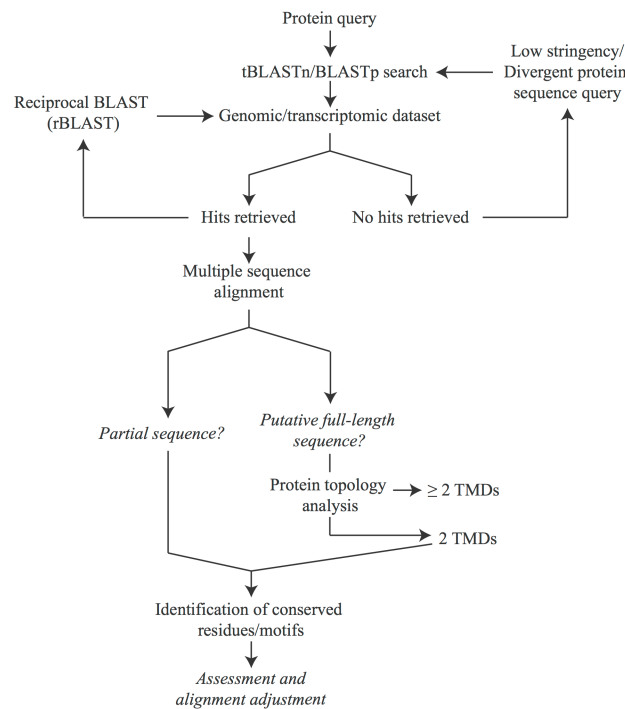 Protein query
Low stringency/
tBLASTn/BLASTp search
Divergent protein
sequence query
Reciprocal BLAST
(rBLAST)
Genomic/transcriptomic dataset
Hits retrieved
No hits retrieved
Multiple sequence
alignment
Partial sequence?
Putative full-length
sequence?
Protein topology
analysis
≥ 2 TMDs
2 TMDs
Identification of conserved
residues/motifs
Assessment and
alignment adjustment